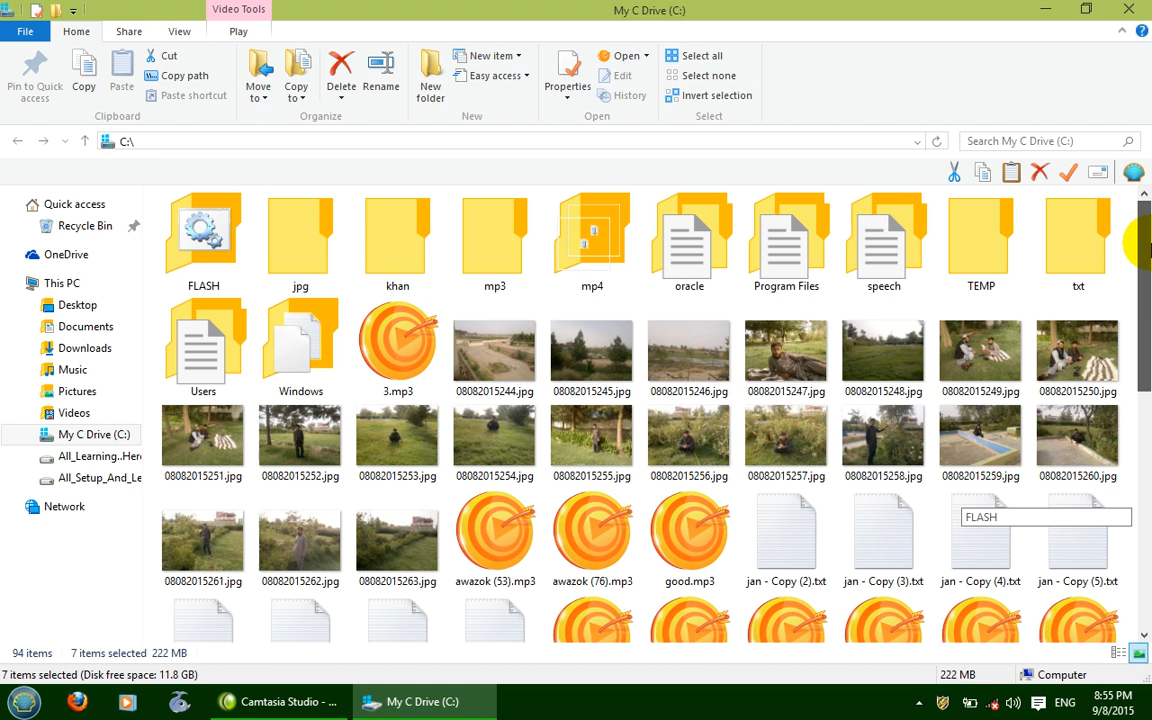 Video Tools
My C Drive (C:)
File Home Share View Play
Pin to Quick access
Copy
Paste
Cut
Copy path
Paste shortcut
Clipboard
Move to
Copy to
Delete
Rename
Organize
New folder
New item
Easy access
New
Properties
Open
Edit
History
Open
Select all
Select none
Invert selection
Select
C:\
Search My C Drive (C:)
Quick access
Recycle Bin
OneDrive
This PC
Desktop
Documents
Downloads
Music
Pictures
Videos
My C Drive (C:)
All_Learning..Her
All_Setup_And_Le
Network
FLASH jpg khan mp3 mp4 oracle Program Files speech TEMP txt
Users Windows 3.mp3 08082015244.jpg 08082015245.jpg 08082015246.jpg 08082015247.jpg 08082015248.jpg 08082015249.jpg 08082015250.jpg
08082015251.jpg 08082015252.jpg 08082015253.jpg 08082015254.jpg 08082015255.jpg 08082015256.jpg 08082015257.jpg 08082015258.jpg 08082015259.jpg 08082015260.jpg
FLASH
08082015261.jpg 08082015262.jpg 08082015263.jpg awazok (53).mp3 awazok (76).mp3 good.mp3 jan - Copy (2).txt jan - Copy (3).txt jan - Copy (4).txt jan - Copy (5).txt
94 items 7 items selected 222 MB
7 items selected (Disk free space: 11.8 GB) 222 MB Computer
Camtasia Studio - ... My C Drive (C:) ENG 8:55 PM
9/8/2015